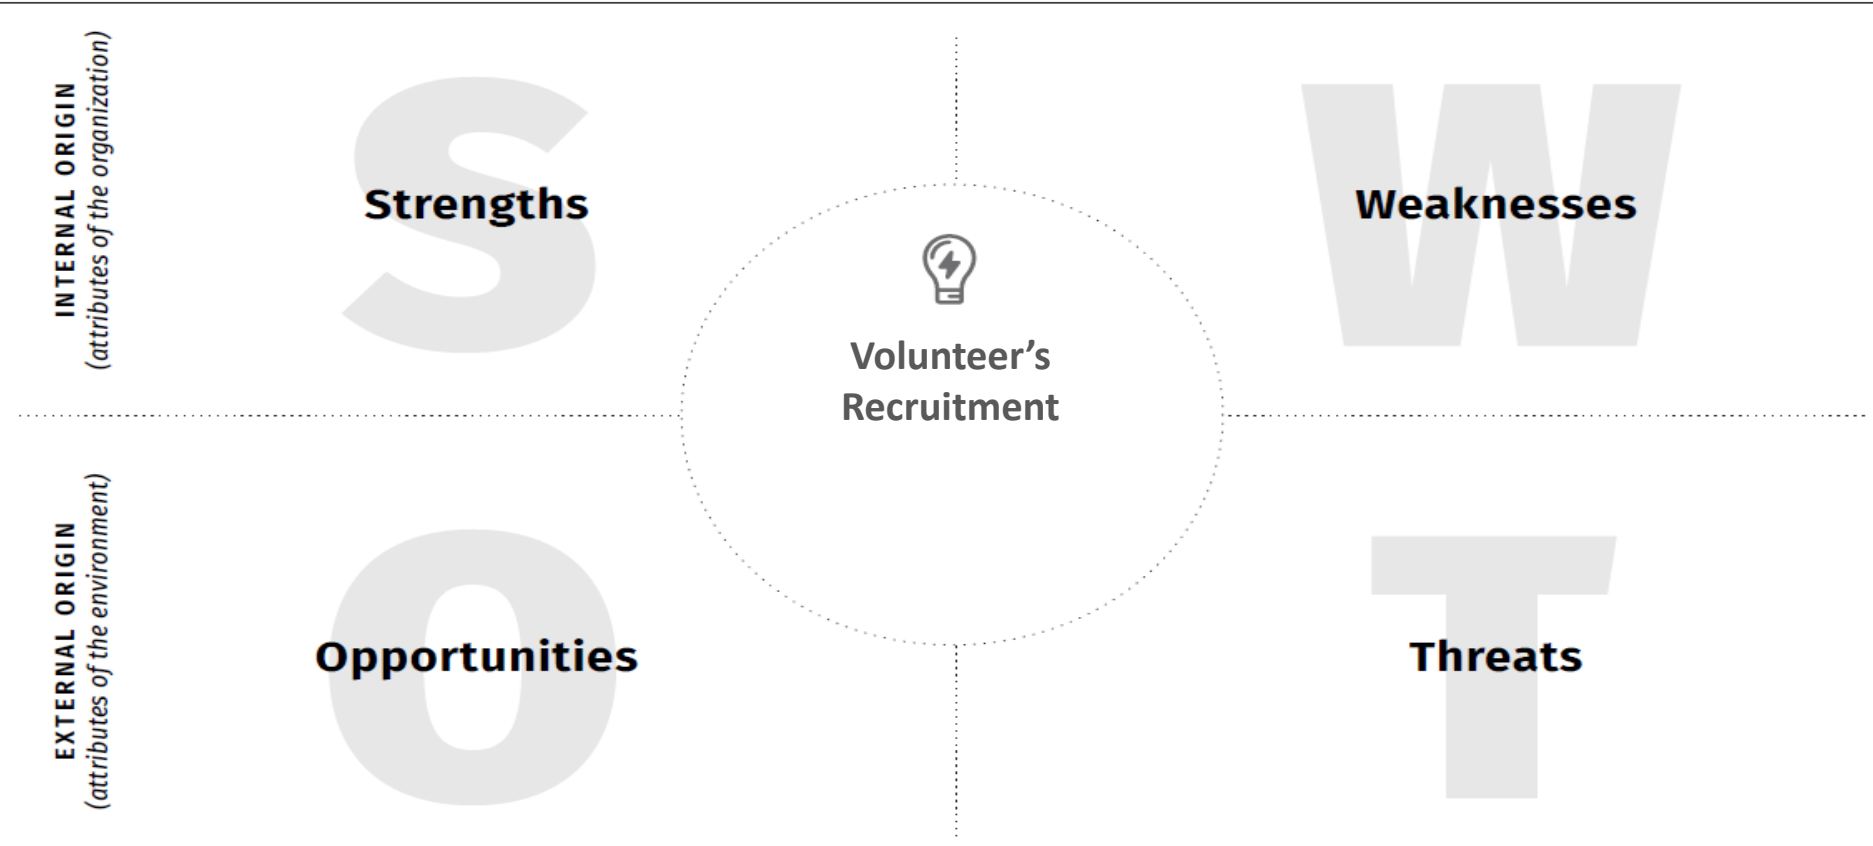 INTERNAL ORIGIN
(attributes of the organization)
Strengths
Weaknesses
Volunteer’s
Recruitment
EXTERNAL ORIGIN
(attributes of the environment)
Opportunities
Threats
S
W
O
T